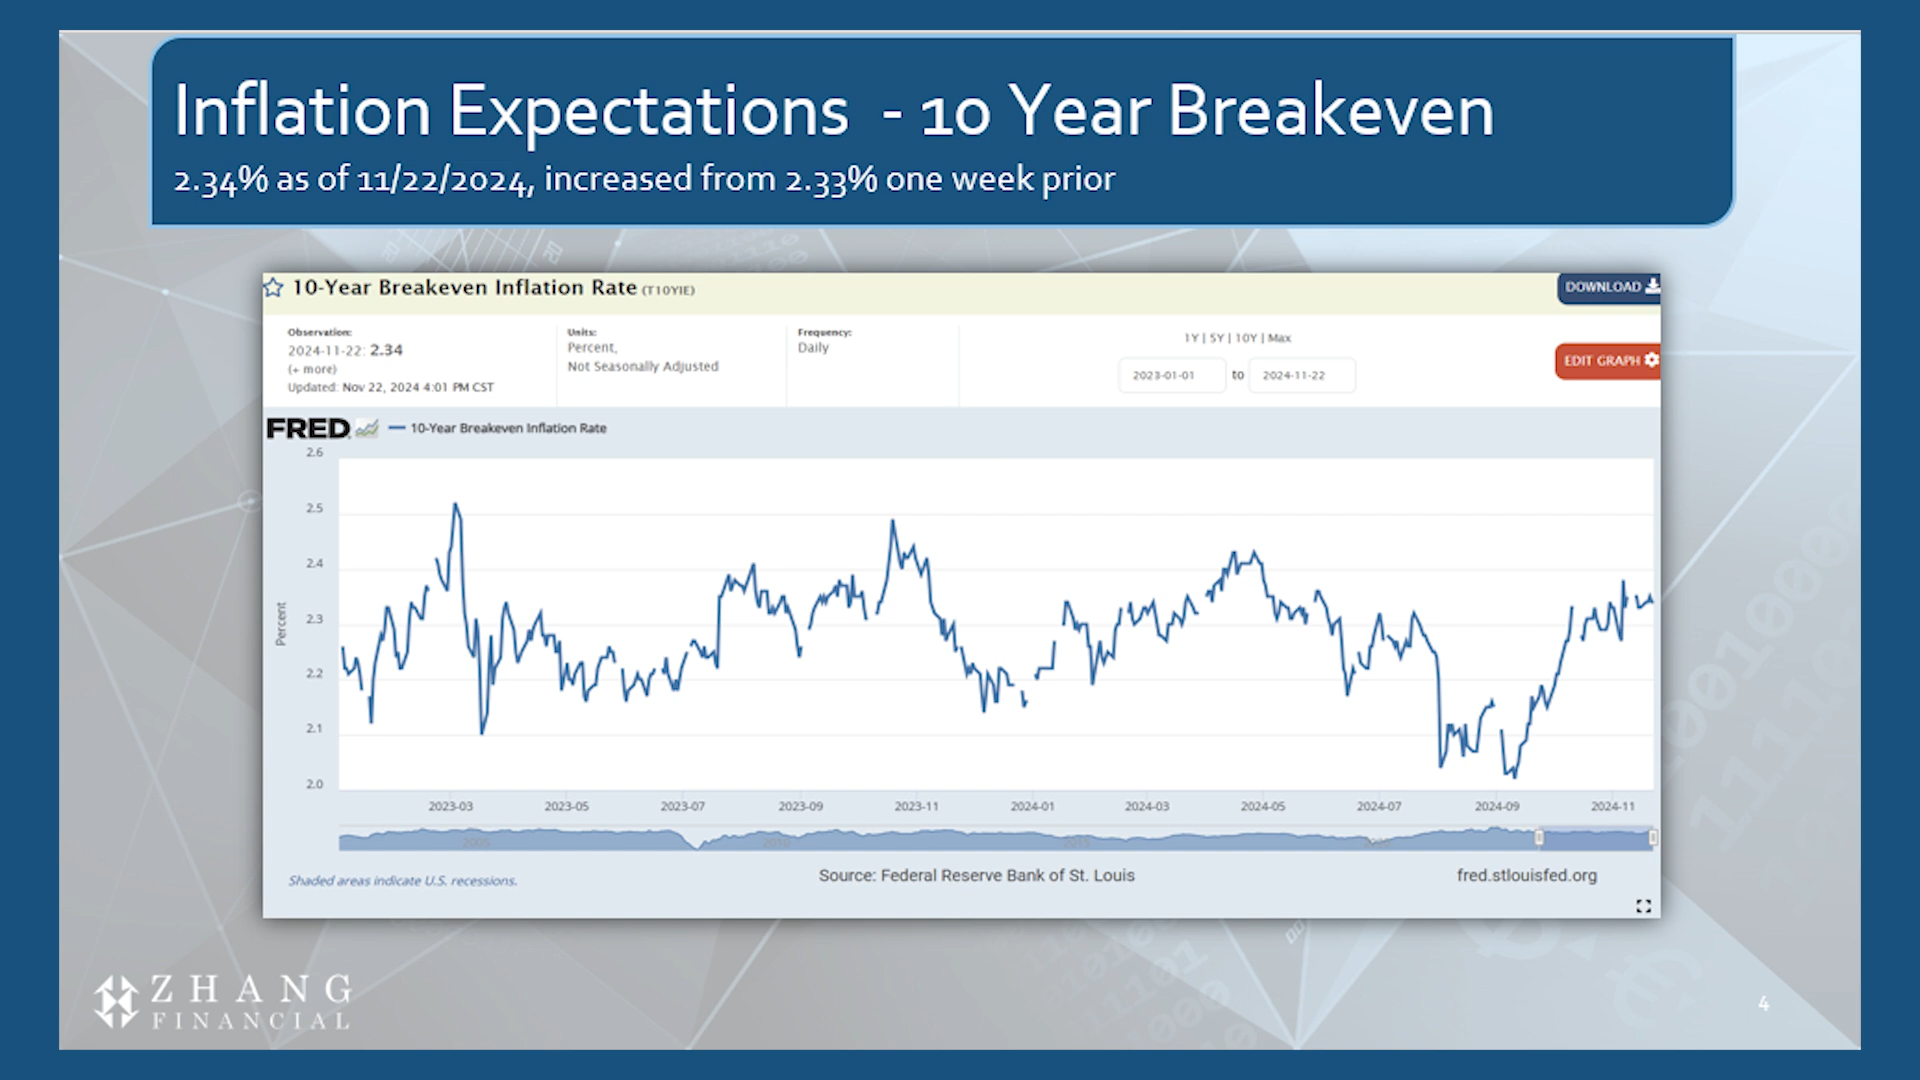 Inflation Expectations - 10 Year Breakeven
2.34% as of 11/22/2024, increased from 2.33% one week prior
10-Year Breakeven Inflation Rate (T10YIE)
DOWNLOAD
Observation:
2024-11-22: 2.34
(+ more)
Updated: Nov 22, 2024 4:01 PM CST
Units:
Percent,
Not Seasonally Adjusted
Frequency:
Daily
1Y | 5Y | 10Y | Max
2023-01-01 to 2024-11-22
EDIT GRAPH
FRED
10-Year Breakeven Inflation Rate
2.6
2.5
2.4
2.3
2.2
2.1
2.0
Percent
2023-03 2023-05 2023-07 2023-09 2023-11 2024-01 2024-03 2024-05 2024-07 2024-09 2024-11
2005 2010 2015
Shaded areas indicate U.S. recessions.
Source: Federal Reserve Bank of St. Louis
fred.stlouisfed.org
ZHANG
FINANCIAL
4